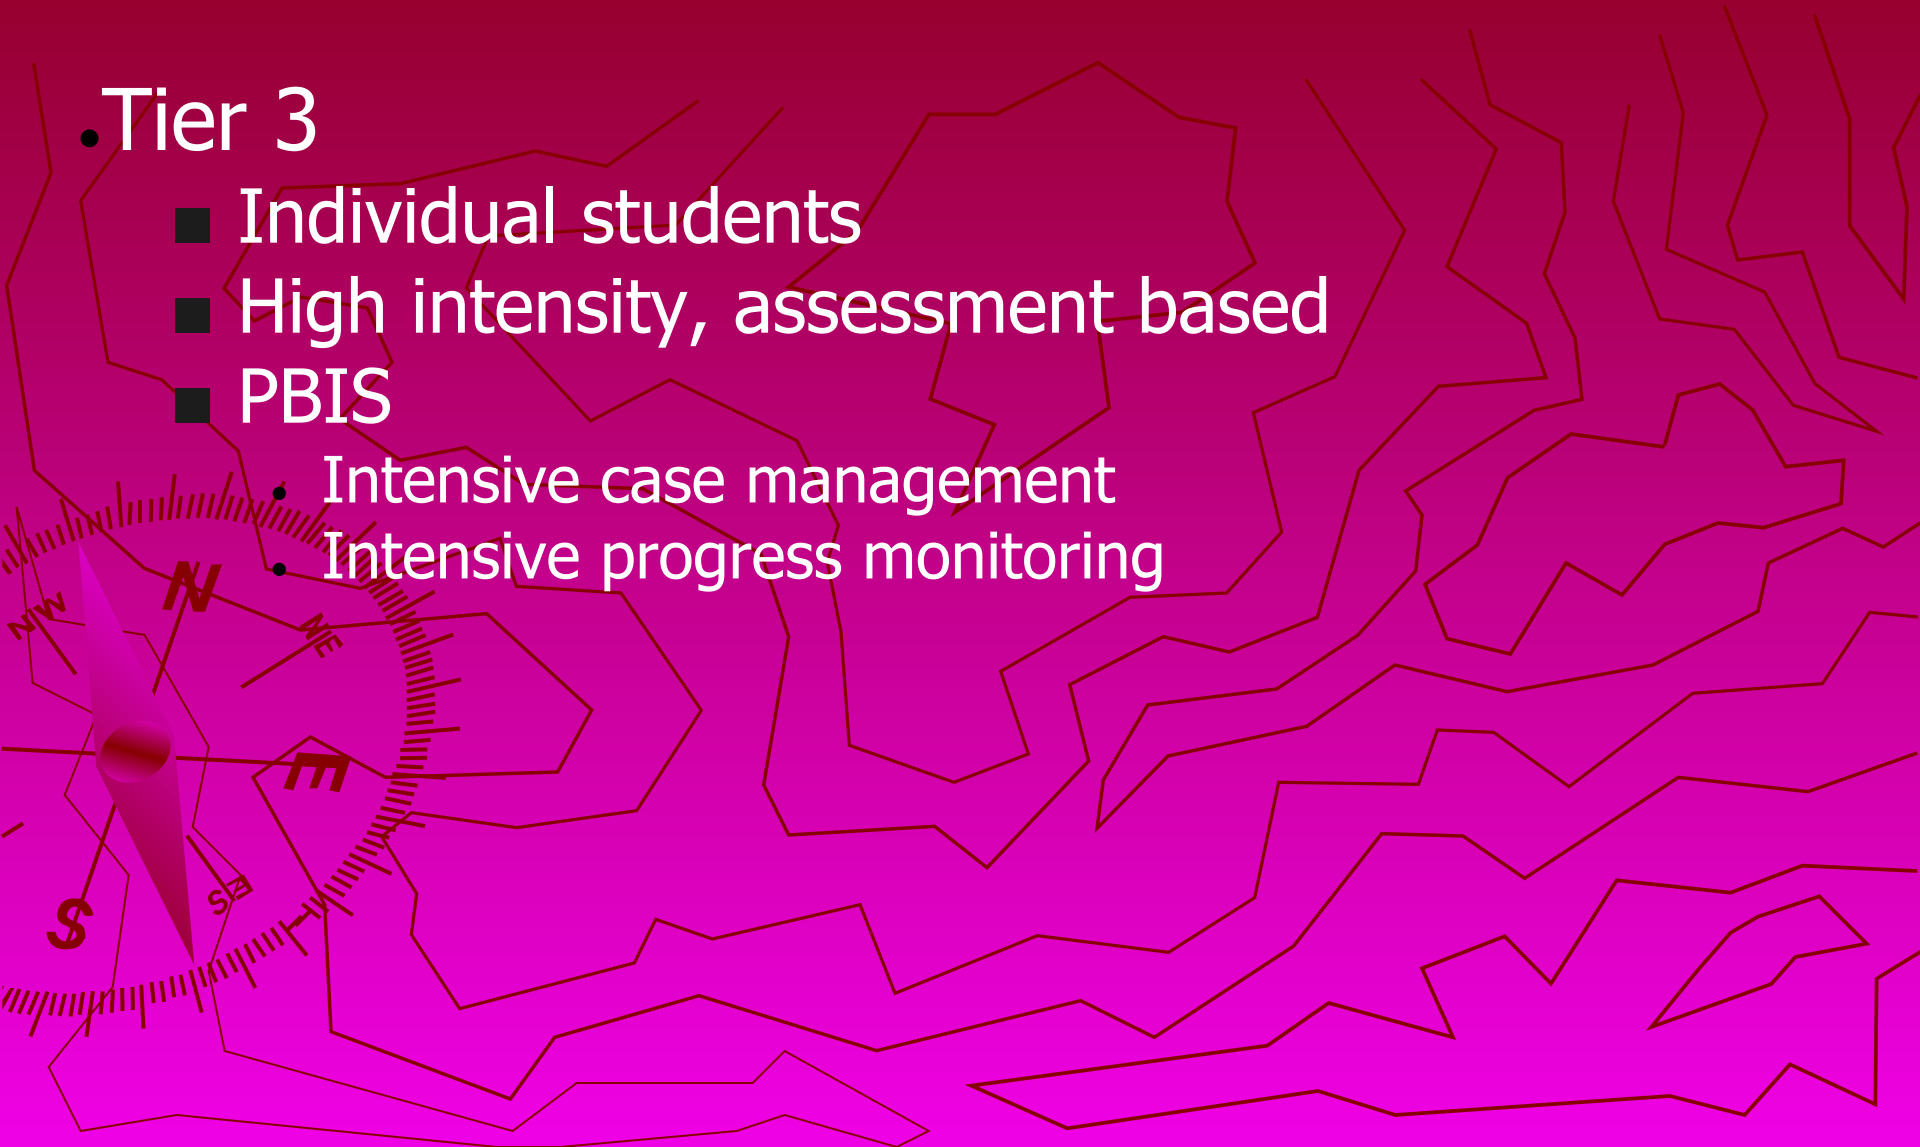 Tier 3
Individual students
High intensity, assessment based
PBIS
Intensive case management
Intensive progress monitoring
N
NW
NE
E
SE
S